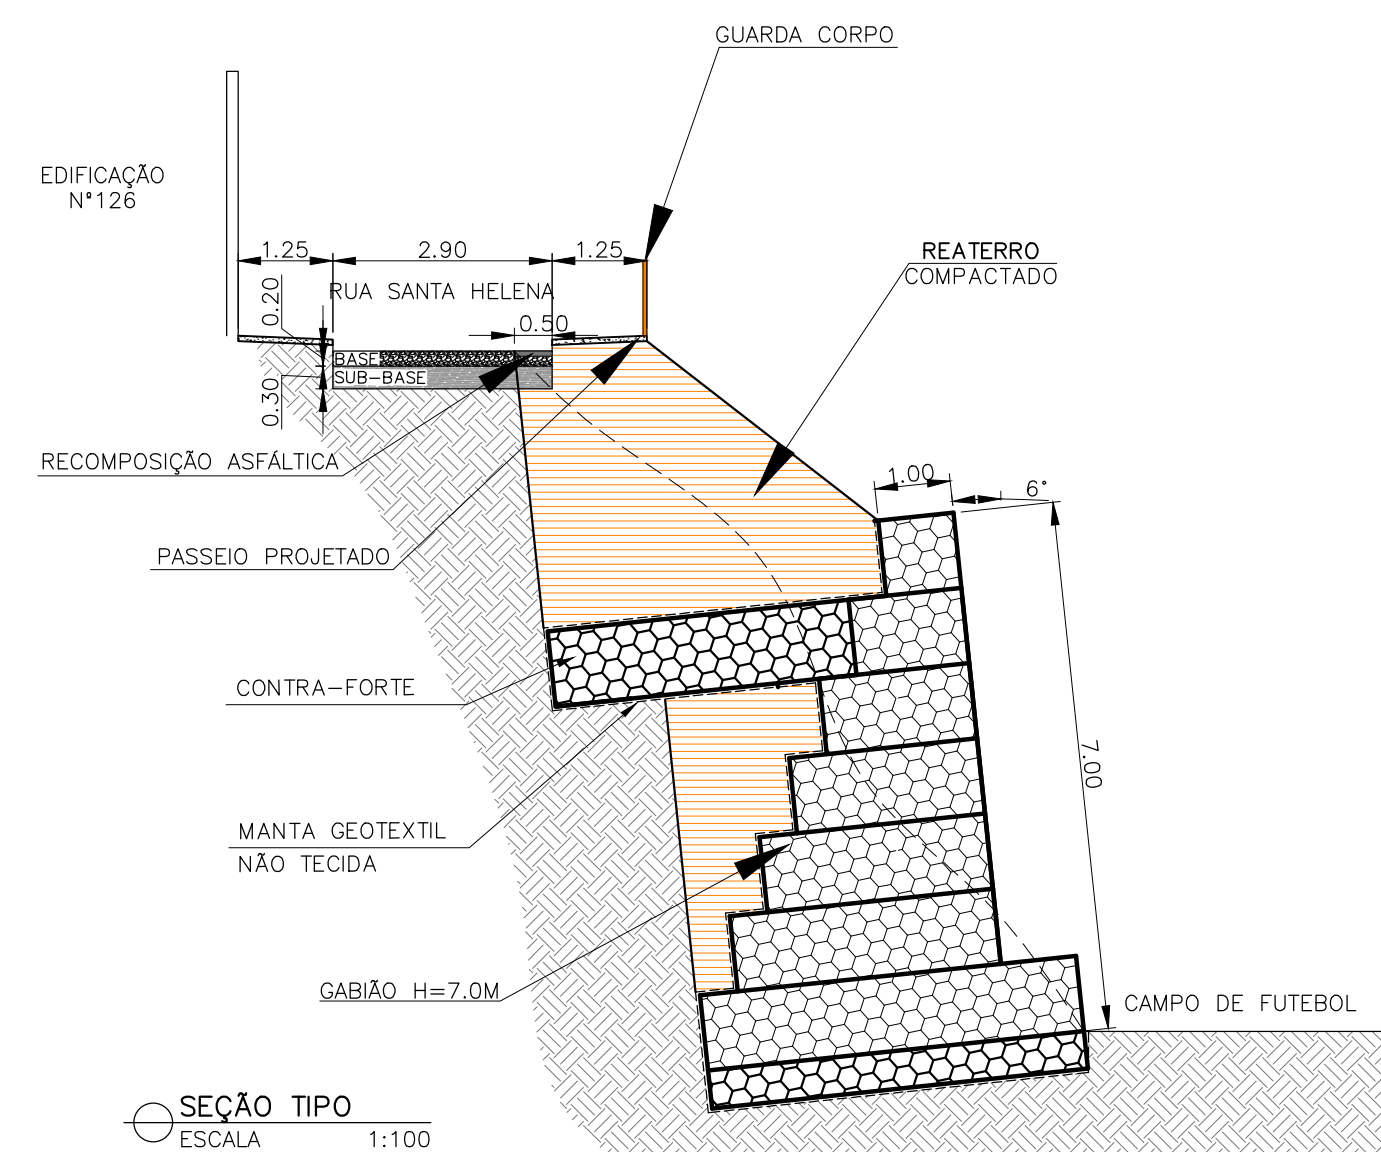 GUARDA CORPO
EDIFICAÇÃO
N°126
1.25
2.90
1.25
REATERRO
COMPACTADO
0.20
RUA SANTA HELENA
0.50
BASE
SUB-BASE
0.30
RECOMPOSIÇÃO ASFÁLTICA
1.00
6°
PASSEIO PROJETADO
CONTRA-FORTE
7.00
MANTA GEOTEXTIL
NÃO TECIDA
GABIÃO H=7.0M
CAMPO DE FUTEBOL
SEÇÃO TIPO
ESCALA 1:100